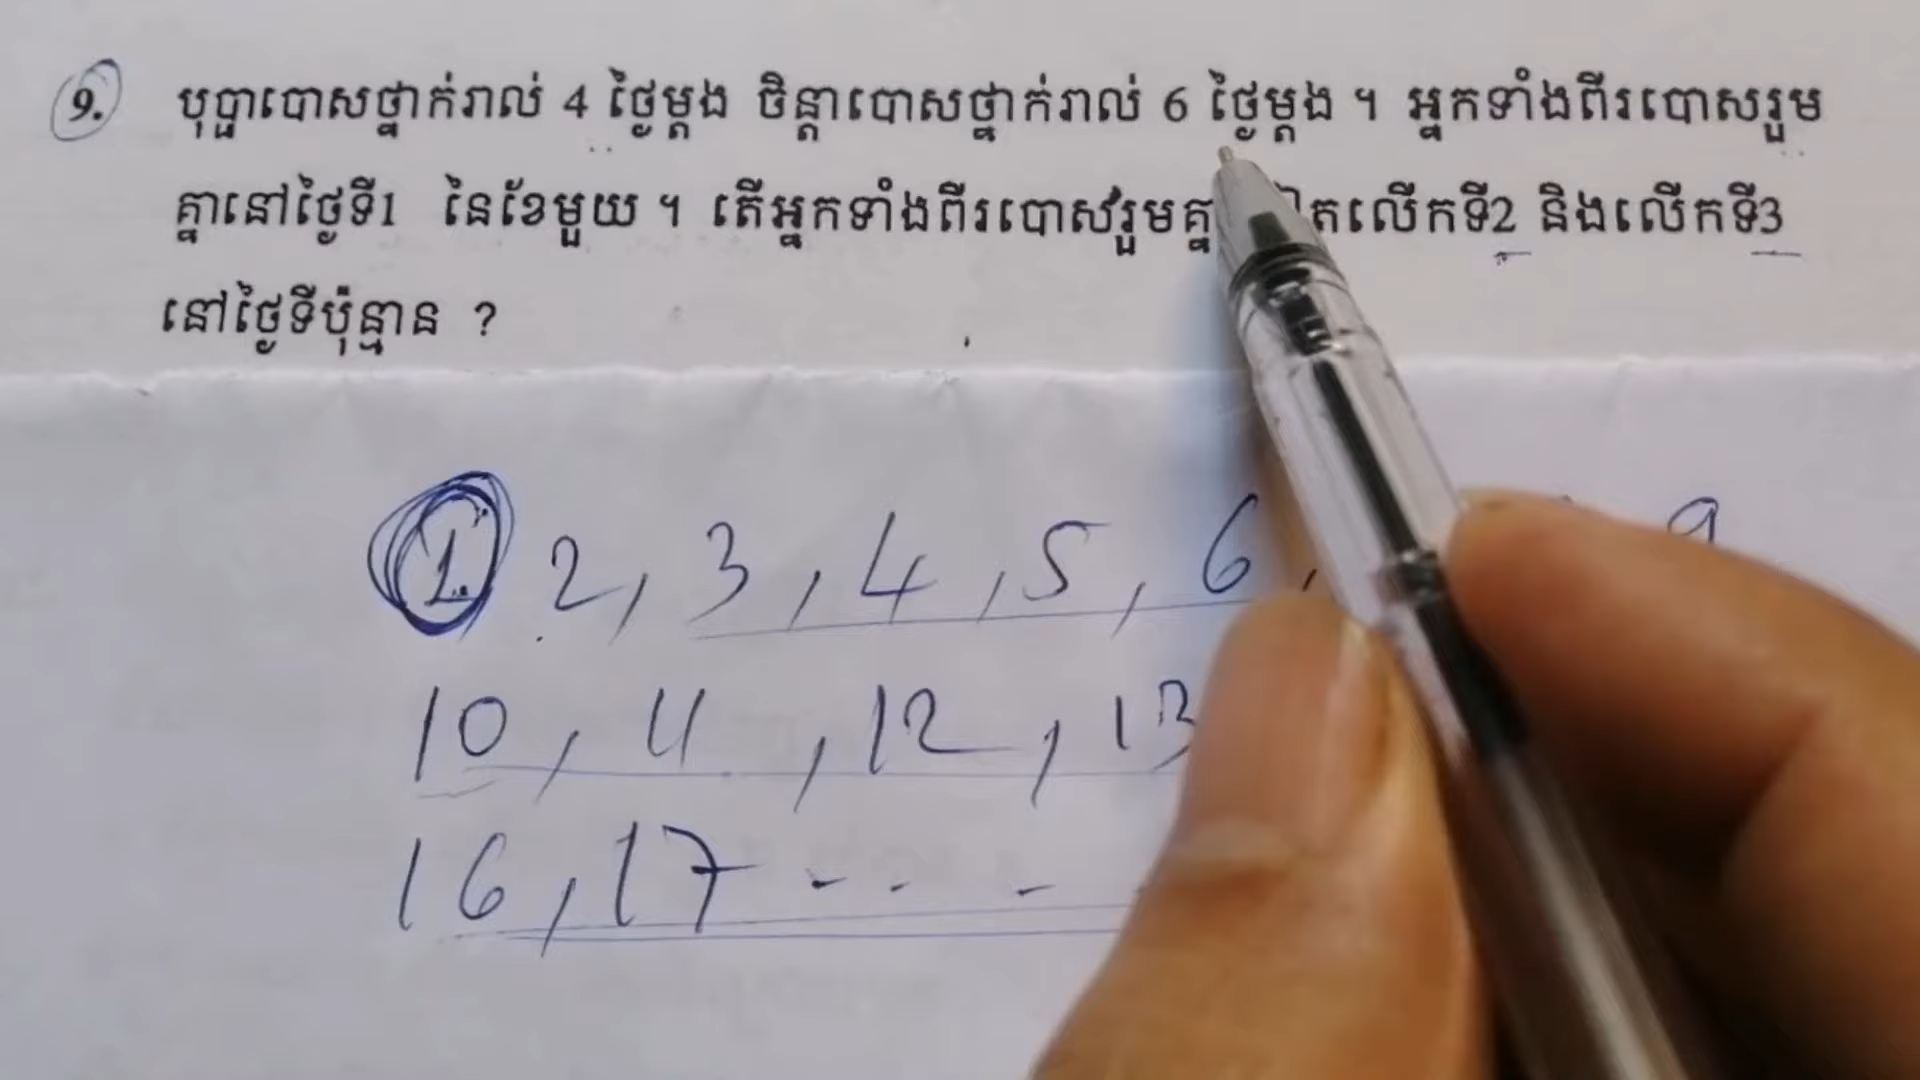 9. បុប្ផាបោសថ្នាក់រាល់ 4 ថ្ងៃម្តង ចិន្តាបោសថ្នាក់រាល់ 6 ថ្ងៃម្តង ។ អ្នកទាំងពីរបោសរួម
គ្នានៅថ្ងៃទី1 នៃខែមួយ ។ តើអ្នកទាំងពីរបោសរួម លើកទី2 និងលើកទី3
នៅថ្ងៃទីប៉ុន្មាន ?
1. 2, 3, 4, 5, 6, 9
10, 11, 12, 13
16, 17 - - -